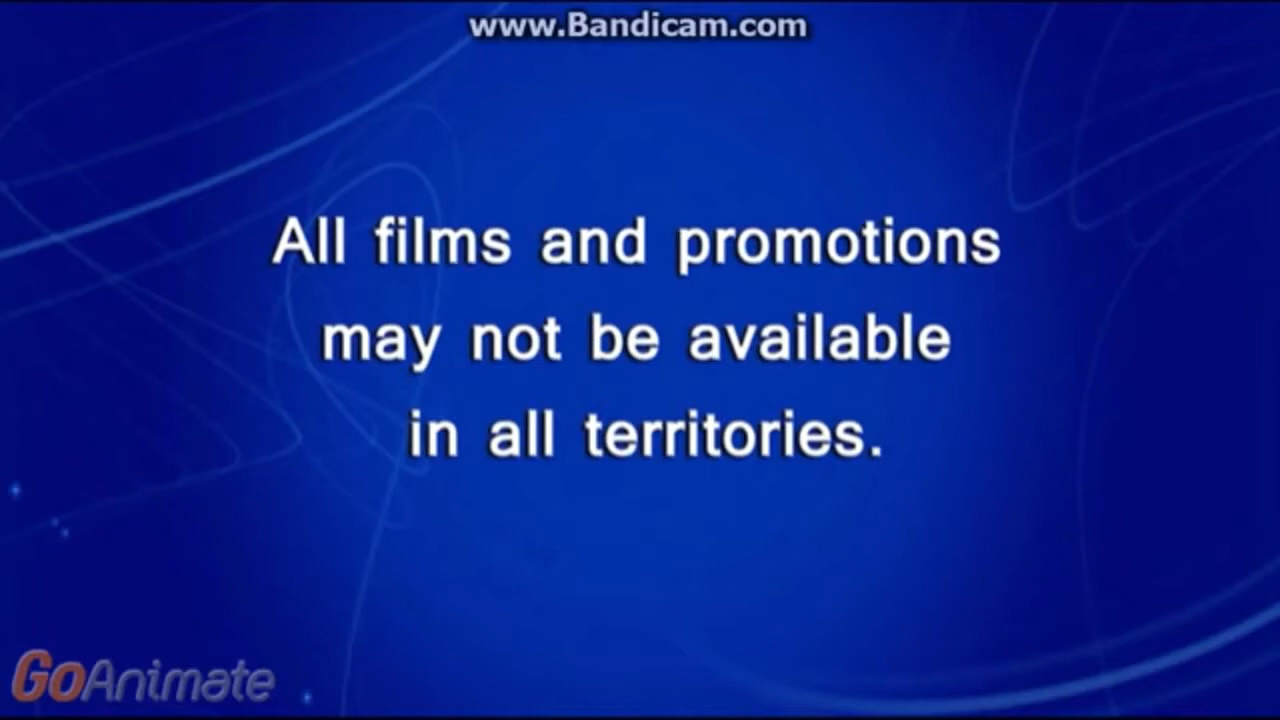 www.Bandicam.com
All films and promotions
may not be available
in all territories.
GoAnimate